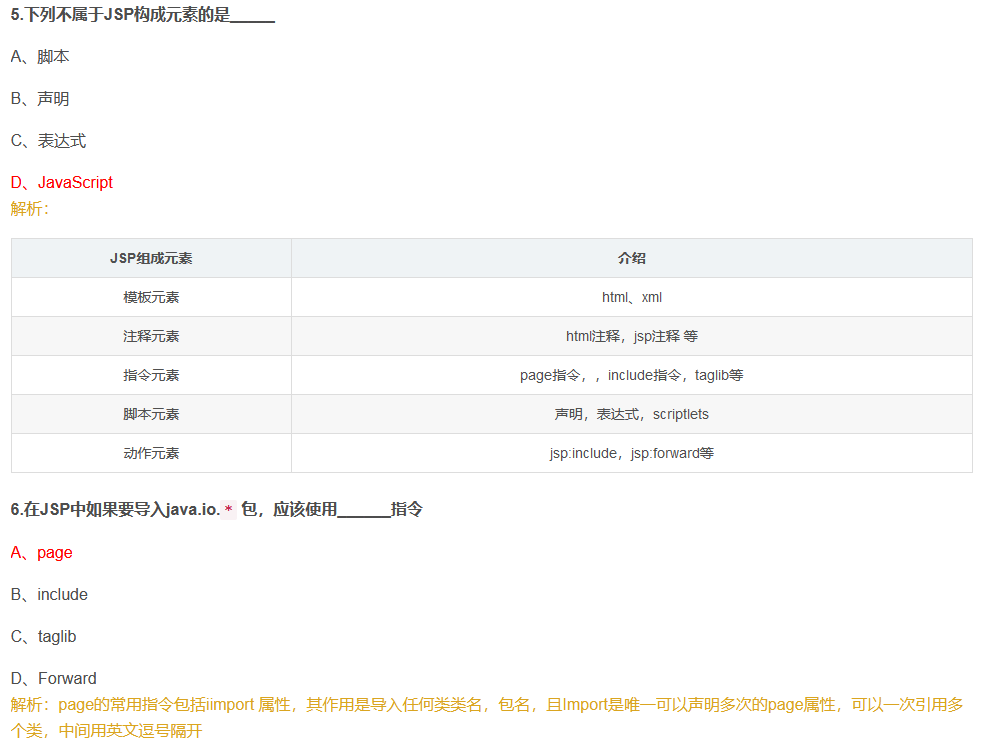 5.下列不属于JSP构成元素的是_____
A、脚本
B、声明
C、表达式
D、JavaScript
解析：
JSP组成元素 介绍
模板元素 html、xml
注释元素 html注释，jsp注释 等
指令元素 page指令，，include指令，taglib等
脚本元素 声明，表达式，scriptlets
动作元素 jsp:include，jsp:forward等
6.在JSP中如果要导入java.io.* 包，应该使用______指令
A、page
B、include
C、taglib
D、Forward
解析：page的常用指令包括iimport 属性，其作用是导入任何类类名，包名，且Import是唯一可以声明多次的page属性，可以一次引用多
个类，中间用英文逗号隔开